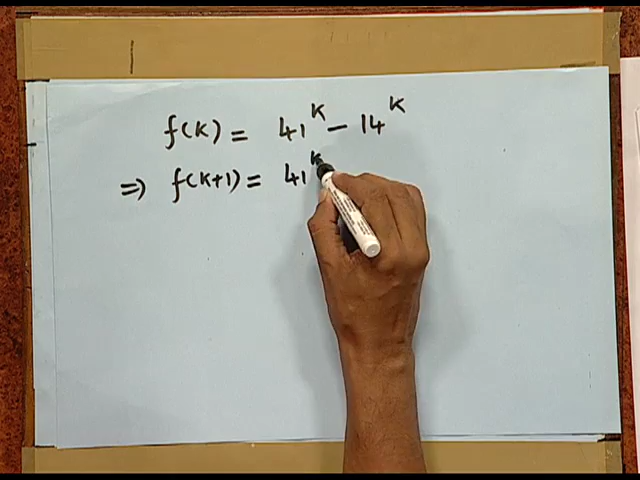 f(K) = 41^K - 14^K
⇒ f(K+1) = 41^K